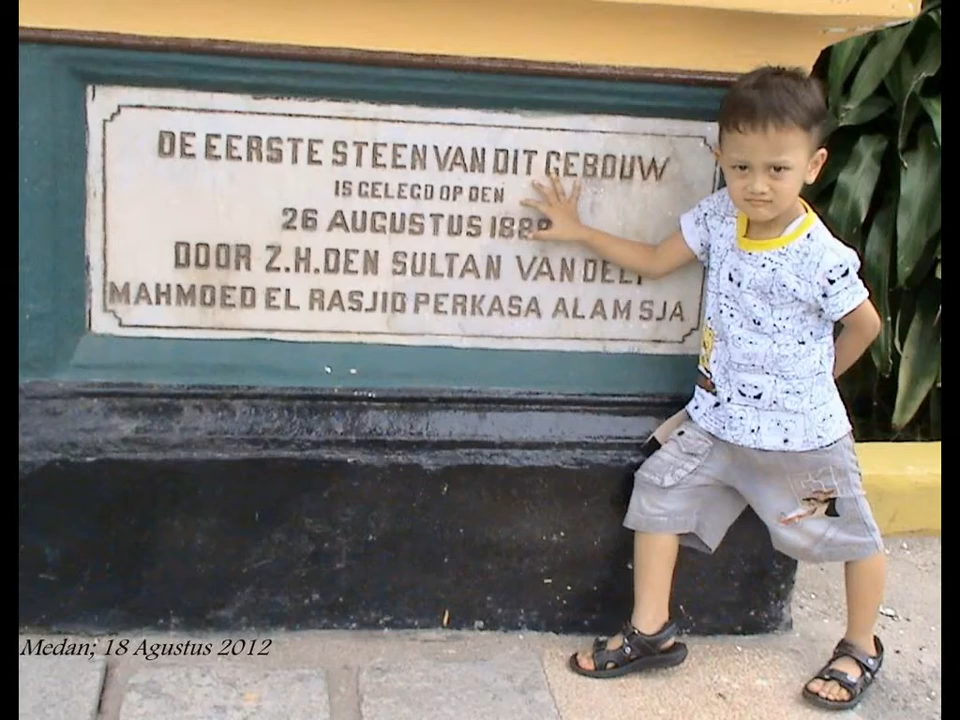 DE EERSTE STEEN VAN DIT GEBOUW
IS GELEGD OP DEN
26 AUGUSTUS
DOOR Z.H. DEN SULTAN VAN DELI
MAHMOED EL RASJID PERKASA ALAM SJA
Medan; 18 Agustus 2012